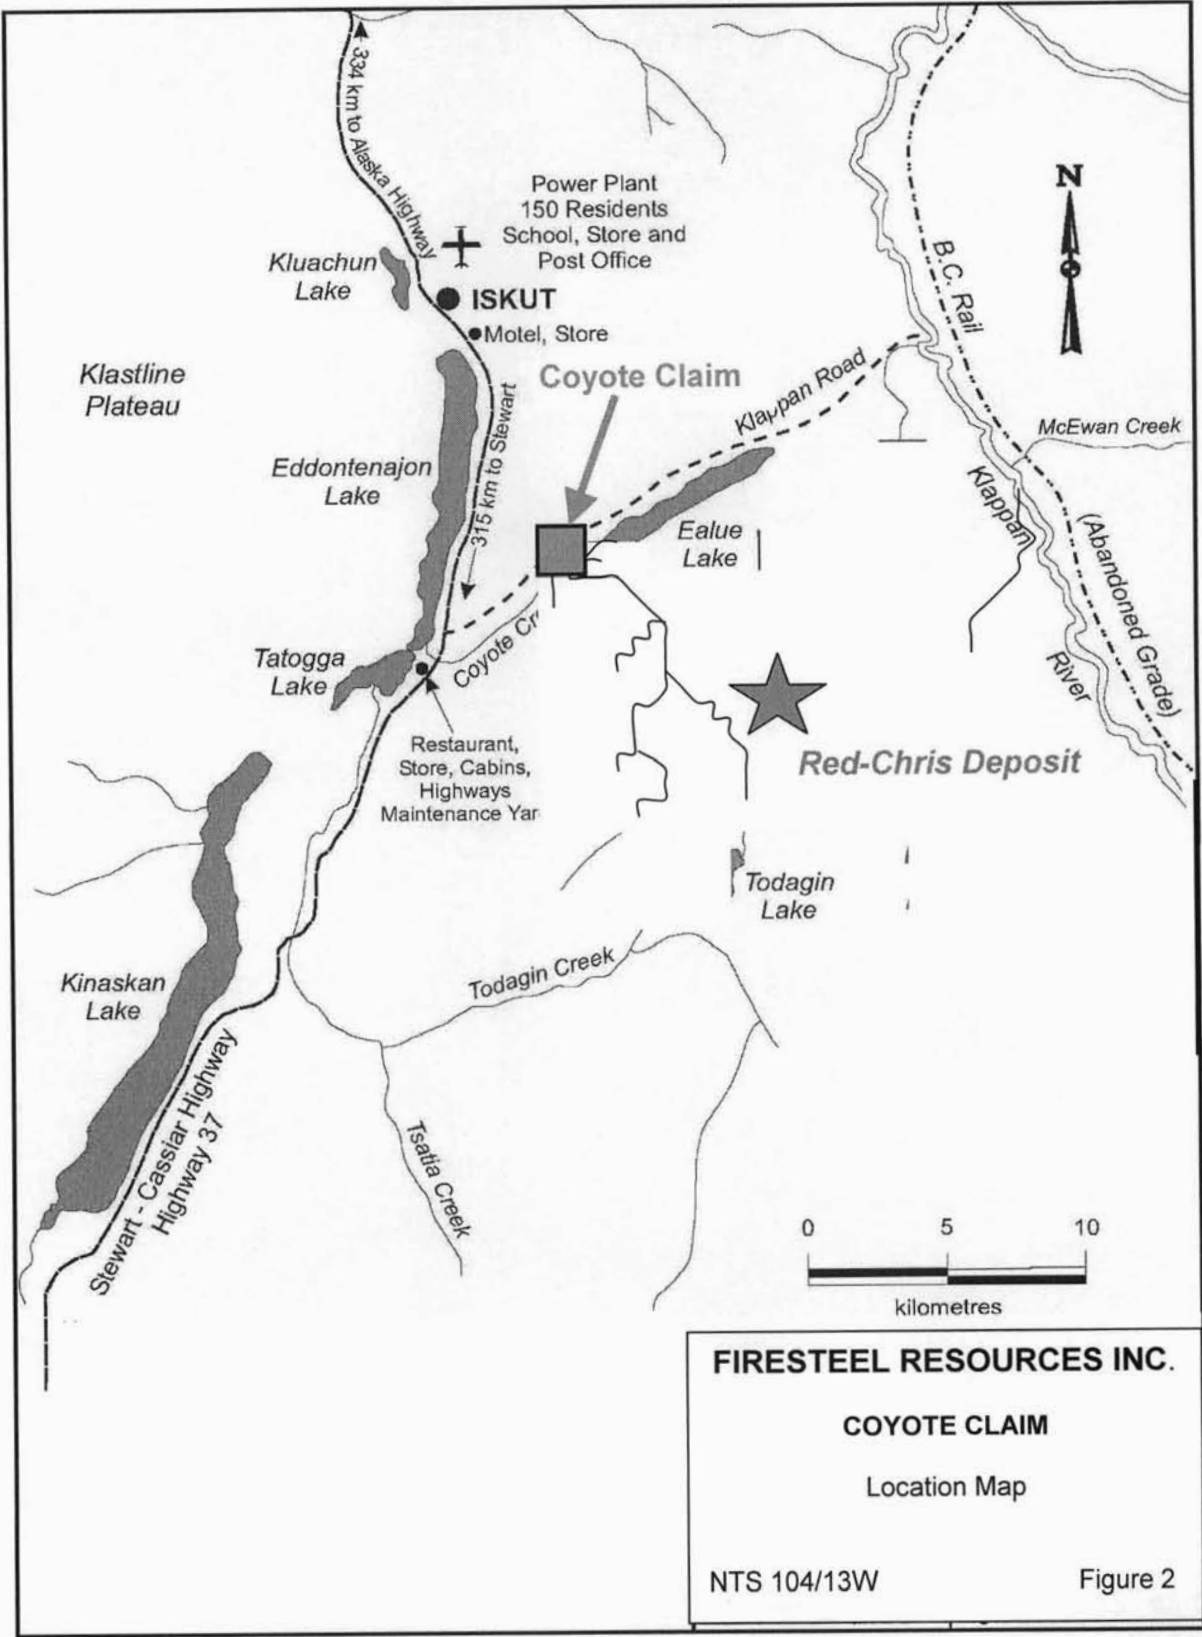 334 km to Alaska Highway
Power Plant
150 Residents
School, Store and
Post Office
N
Kluachun
Lake
ISKUT
Motel, Store
B.C. Rail
Klastline
Plateau
Coyote Claim
Klappan Road
McEwan Creek
315 km to Stewart
Eddontenajon
Lake
Ealue
Lake
Klappan
River
(Abandoned Grade)
Tatogga
Lake
Coyote Cr
Restaurant,
Store, Cabins,
Highways
Maintenance Yar
Red-Chris Deposit
Todagin
Lake
Kinaskan
Lake
Todagin Creek
Tsatia Creek
Stewart - Cassiar Highway
Highway 37
0 5 10
kilometres
FIRESTEEL RESOURCES INC.
COYOTE CLAIM
Location Map
NTS 104/13W Figure 2